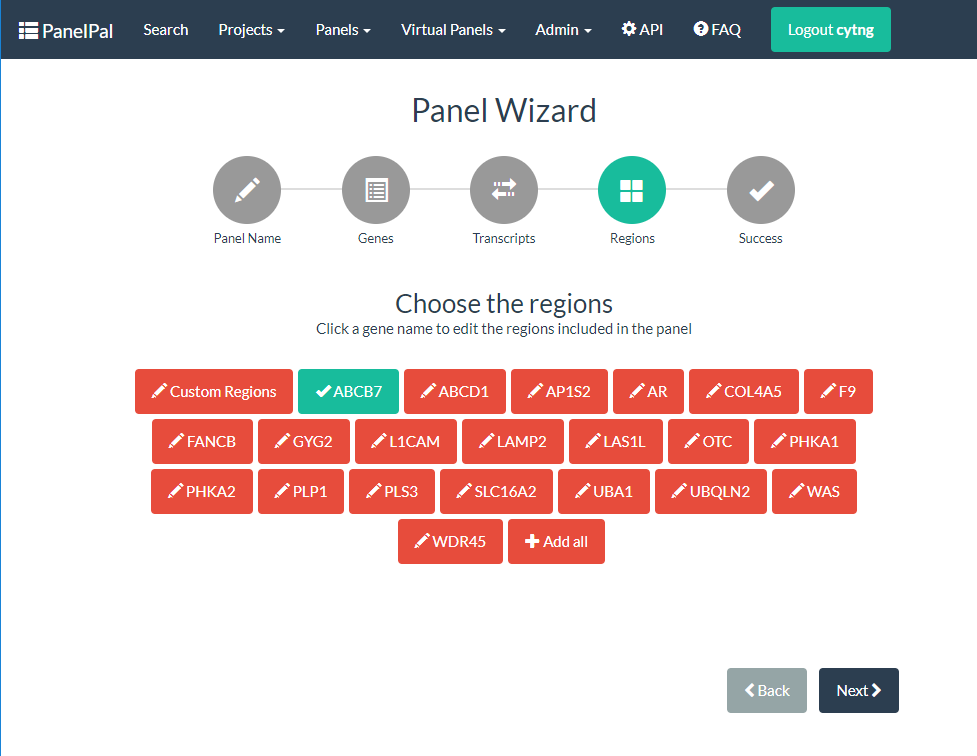 PanelPal Search Projects Panels Virtual Panels Admin API FAQ Logout cytng
Panel Wizard
Panel Name Genes Transcripts Regions Success
Choose the regions
Click a gene name to edit the regions included in the panel
Custom Regions ABCB7 ABCD1 AP1S2 AR COL4A5 F9
FANCB GYG2 L1CAM LAMP2 LAS1L OTC PHKA1
PHKA2 PLP1 PLS3 SLC16A2 UBA1 UBQLN2 WAS
WDR45 Add all
Back Next